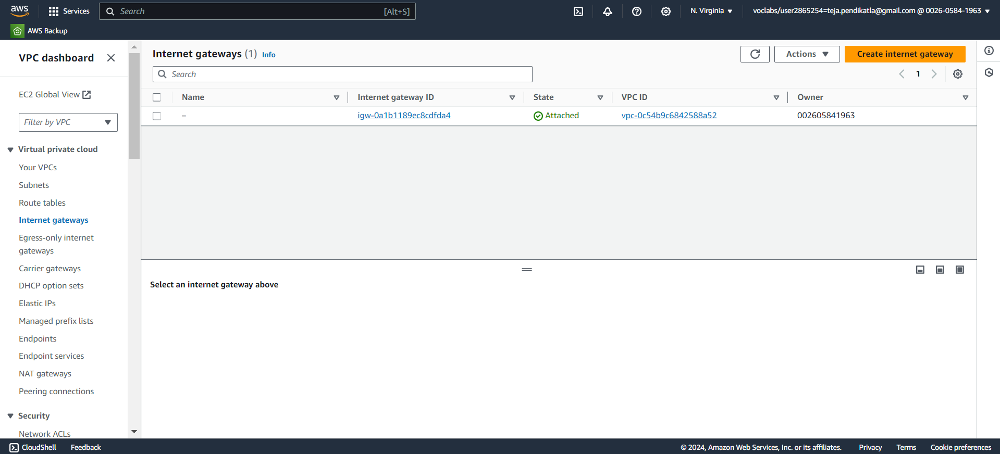 aws
Services
Search
[Alt+S]
N. Virginia
voclabs/user2865254=teja.pendikatla@gmail.com @ 0026-0584-1963
AWS Backup
VPC dashboard
EC2 Global View
Filter by VPC
Virtual private cloud
Your VPCs
Subnets
Route tables
Internet gateways
Egress-only internet
gateways
Carrier gateways
DHCP option sets
Elastic IPs
Managed prefix lists
Endpoints
Endpoint services
NAT gateways
Peering connections
Security
Network ACLs
Internet gateways (1) Info
Actions
Create internet gateway
Search
1
Name
Internet gateway ID
State
VPC ID
Owner
–
igw-0a1b1189ec8cdfda4
Attached
vpc-0c54b9c6842588a52
002605841963
Select an internet gateway above
CloudShell
Feedback
© 2024, Amazon Web Services, Inc. or its affiliates.
Privacy
Terms
Cookie preferences